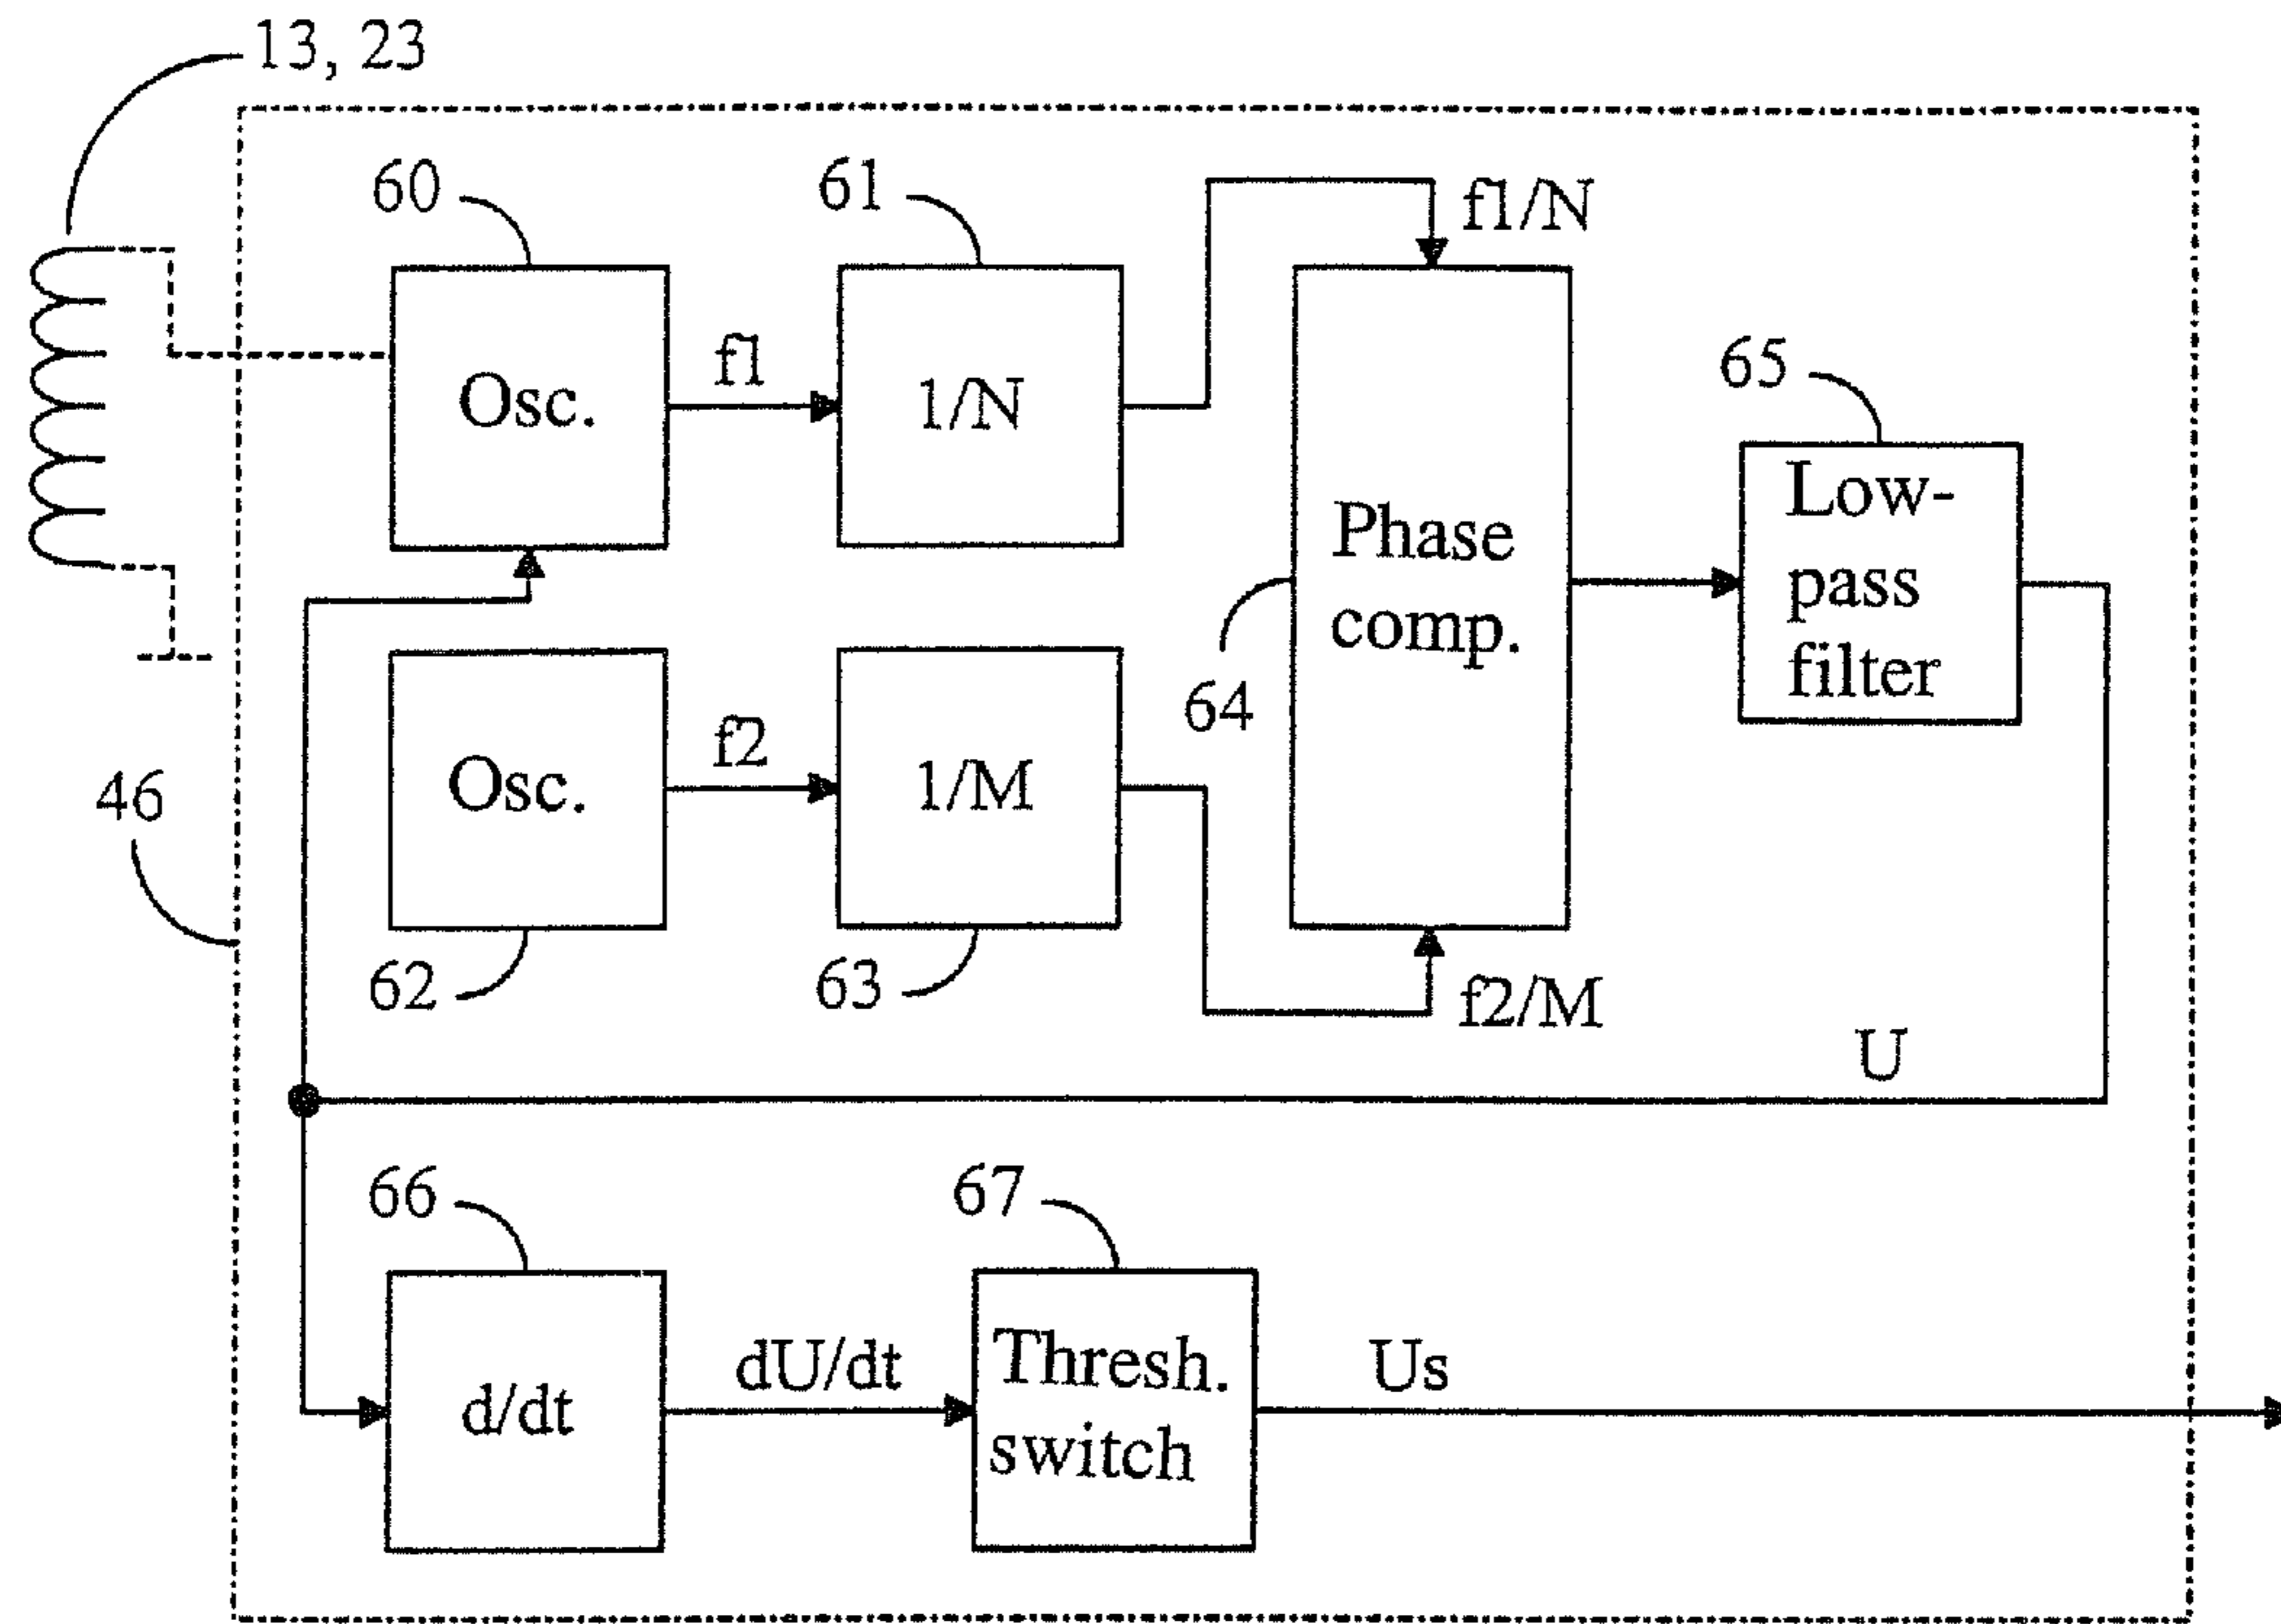 13, 23
60
61
f1/N
Osc.
f1
1/N
65
Phase
comp.
Low-
pass
filter
64
46
Osc.
f2
1/M
62
63
f2/M
U
66
67
d/dt
dU/dt
Thresh.
switch
Us